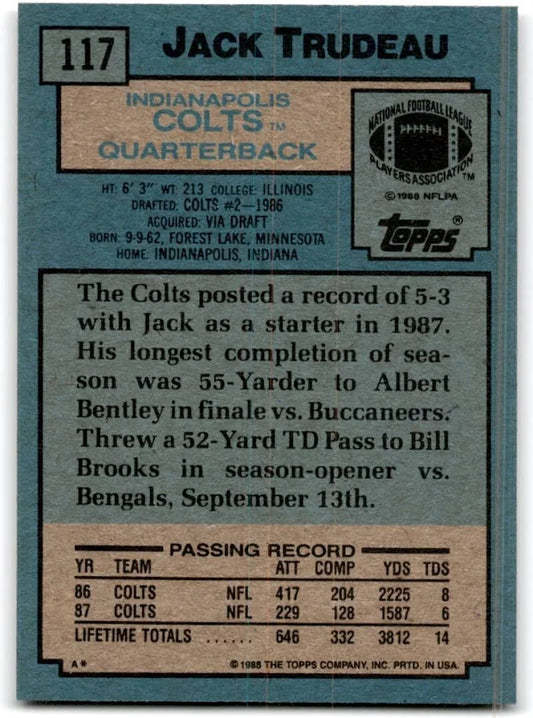 117
JACK TRUDEAU
INDIANAPOLIS
COLTS TM
QUARTERBACK
NATIONAL FOOTBALL LEAGUE
PLAYERS ASSOCIATION
© 1988 NFLPA
topps®
HT: 6' 3" WT: 213 COLLEGE: ILLINOIS
DRAFTED: COLTS #2–1986
ACQUIRED: VIA DRAFT
BORN: 9-9-62, FOREST LAKE, MINNESOTA
HOME: INDIANAPOLIS, INDIANA
The Colts posted a record of 5-3
with Jack as a starter in 1987.
His longest completion of sea-
son was 55-Yarder to Albert
Bentley in finale vs. Buccaneers.
Threw a 52-Yard TD Pass to Bill
Brooks in season-opener vs.
Bengals, September 13th.
PASSING RECORD
YR TEAM ATT COMP YDS TDS
86 COLTS NFL 417 204 2225 8
87 COLTS NFL 229 128 1587 6
LIFETIME TOTALS ...... 646 332 3812 14
A* © 1988 THE TOPPS COMPANY, INC. PRTD. IN USA.